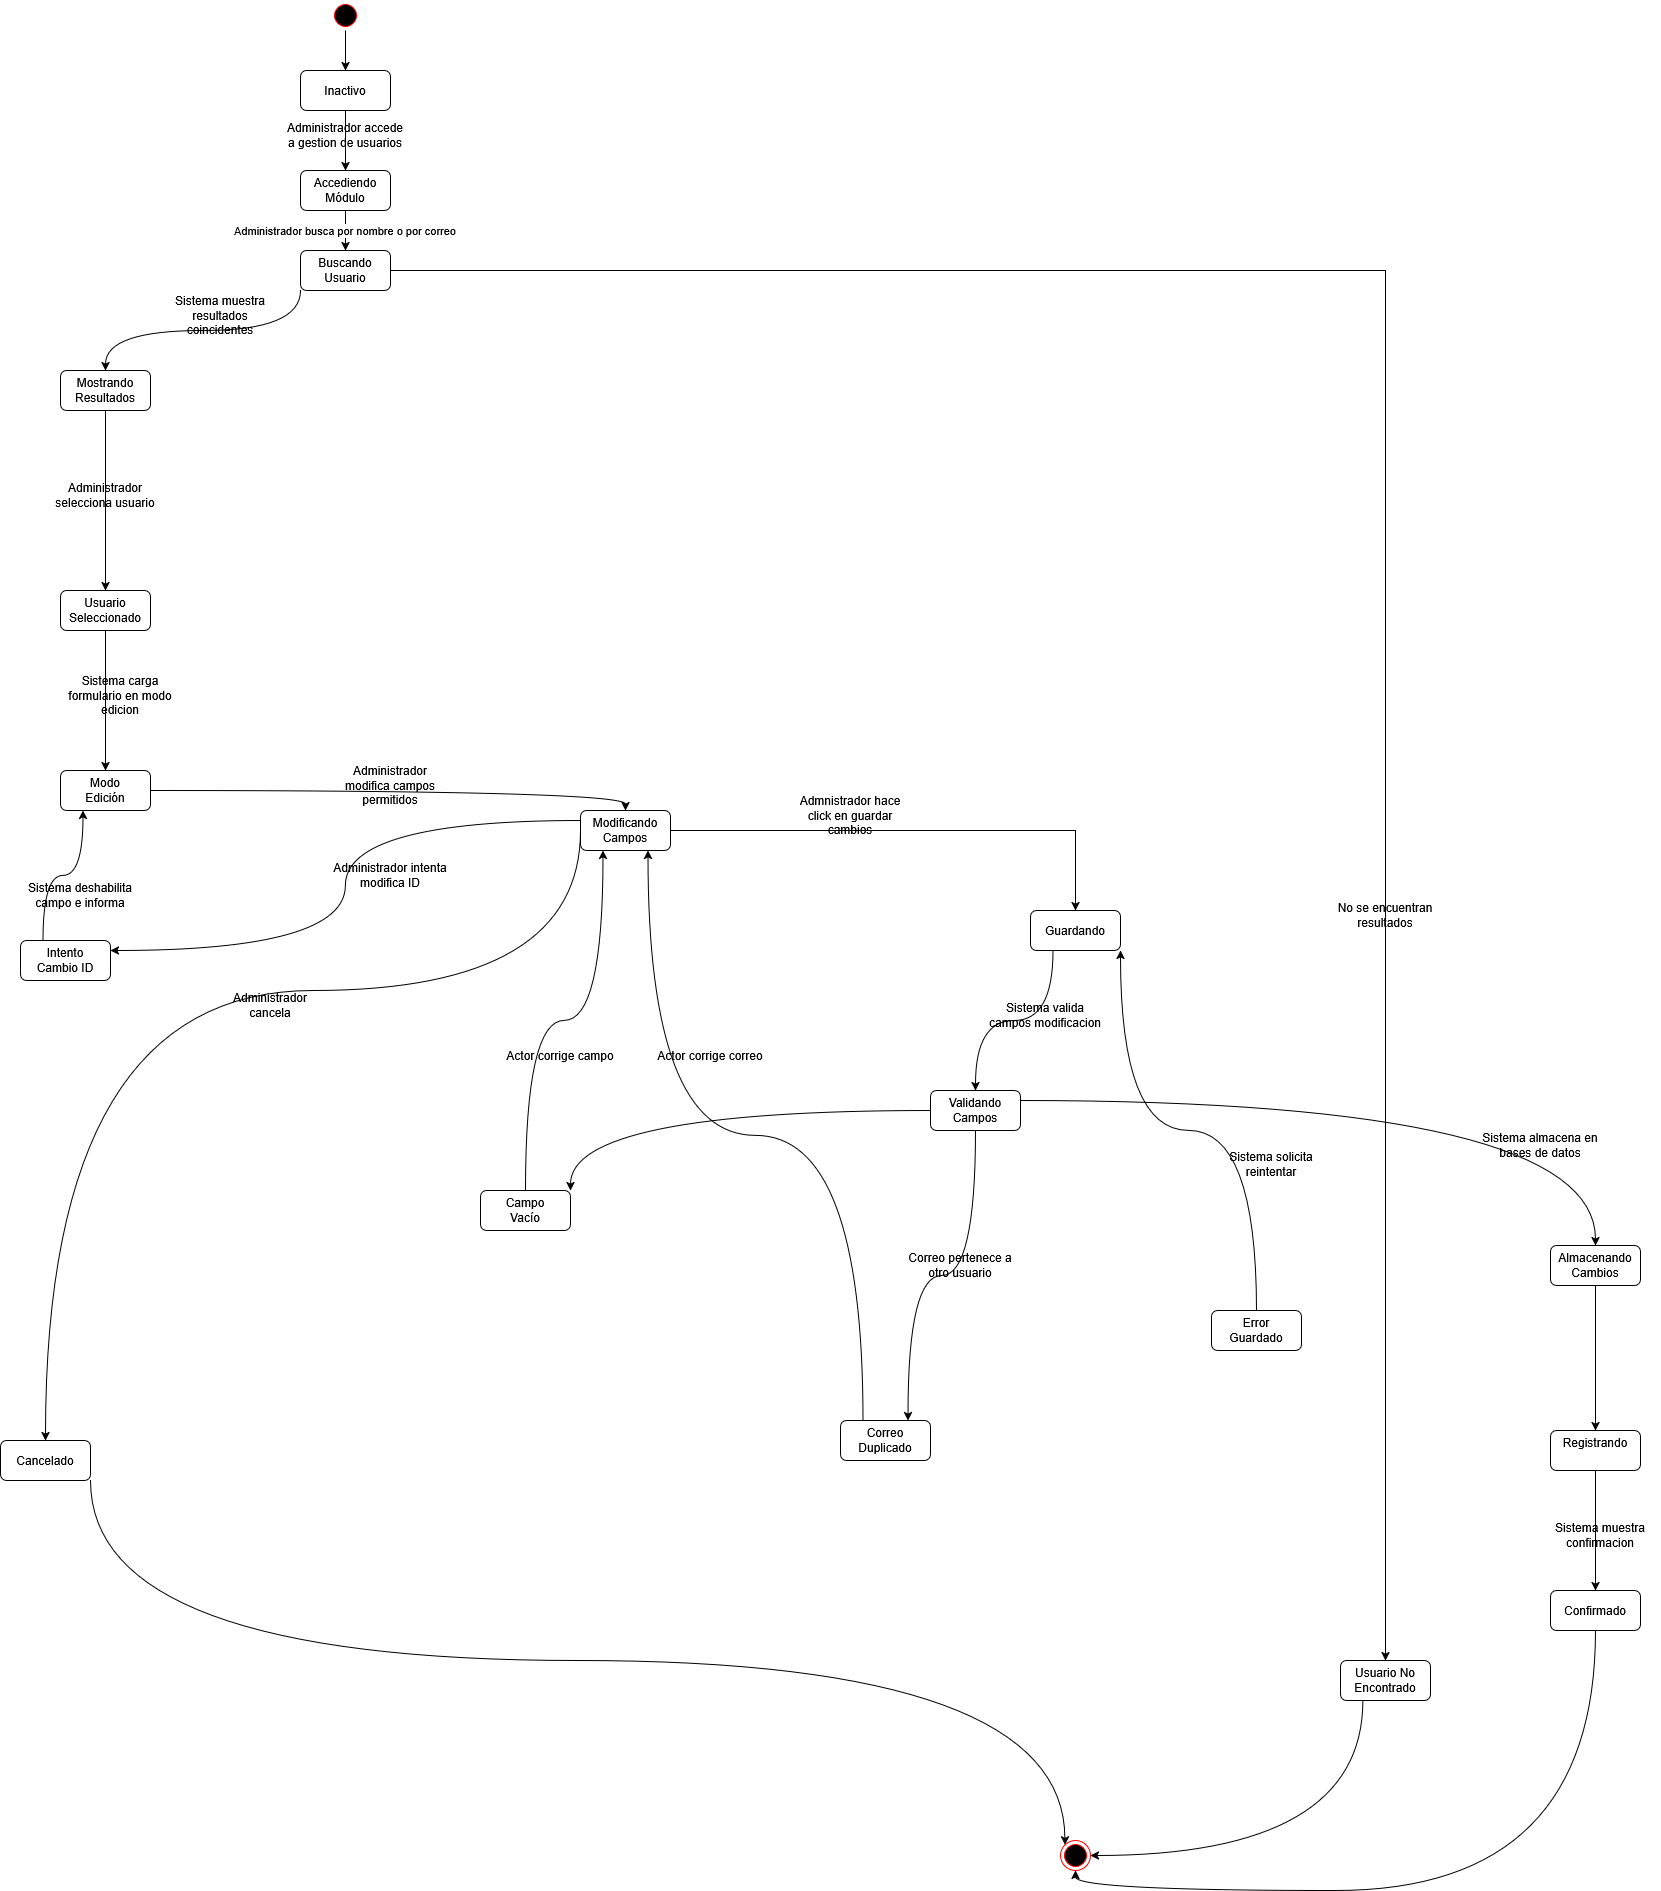 Inactivo
Administrador accede
a gestion de usuarios
Accediendo
Módulo
Administrador busca por nombre o por correo
Buscando
Usuario
Sistema muestra
resultados
coincidentes
Mostrando
Resultados
Administrador
selecciona usuario
Usuario
Seleccionado
Sistema carga
formulario en modo
edicion
Modo
Edición
Administrador
modifica campos
permitidos
Modificando
Campos
Admnistrador hace
click en guardar
cambios
Administrador intenta
modifica ID
Sistema deshabilita
campo e informa
Intento
Cambio ID
Guardando
No se encuentran
resultados
Administrador
cancela
Sistema valida
campos modificacion
Actor corrige campo
Actor corrige correo
Validando
Campos
Sistema almacena en
bases de datos
Sistema solicita
reintentar
Campo
Vacío
Correo pertenece a
otro usuario
Almacenando
Cambios
Error
Guardado
Correo
Duplicado
Registrando
Cancelado
Sistema muestra
confirmacion
Confirmado
Usuario No
Encontrado